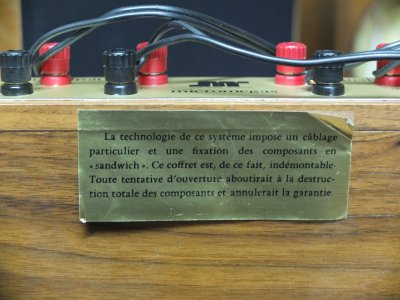 micromegas
La technologie de ce système impose un câblage
particulier et une fixation des composants en
« sandwich ». Ce coffret est, de ce fait, indémontable.
Toute tentative d'ouverture aboutirait à la destruc-
tion totale des composants et annulerait la garantie